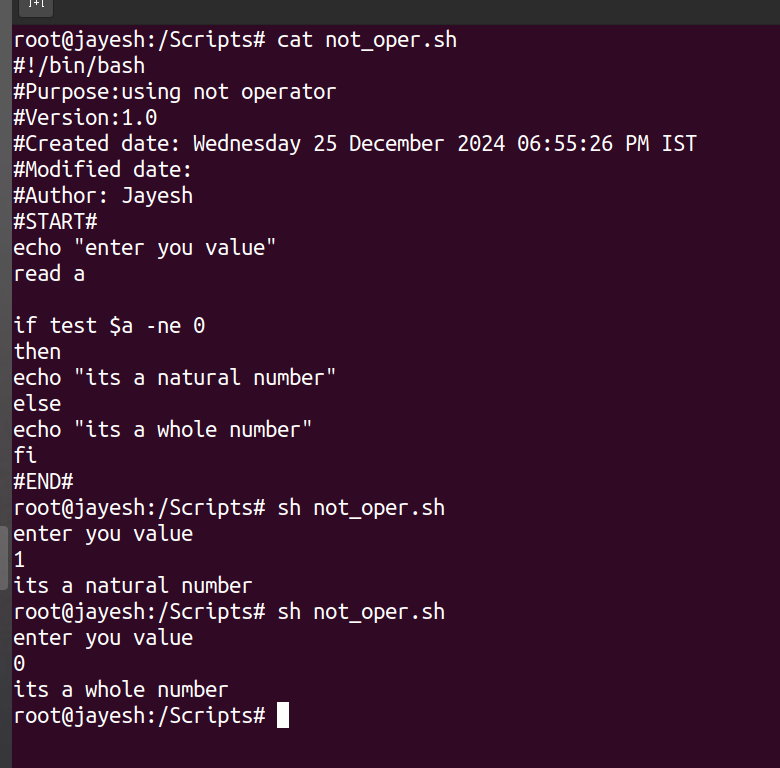 root@jayesh:/Scripts# cat not_oper.sh
#!/bin/bash
#Purpose:using not operator
#Version:1.0
#Created date: Wednesday 25 December 2024 06:55:26 PM IST
#Modified date:
#Author: Jayesh
#START#
echo "enter you value"
read a
if test $a -ne 0
then
echo "its a natural number"
else
echo "its a whole number"
fi
#END#
root@jayesh:/Scripts# sh not_oper.sh
enter you value
1
its a natural number
root@jayesh:/Scripts# sh not_oper.sh
enter you value
0
its a whole number
root@jayesh:/Scripts#